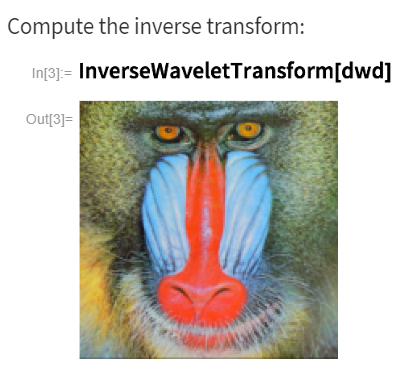 Compute the inverse transform:
In[3]:= InverseWaveletTransform[dwd]
Out[3]=